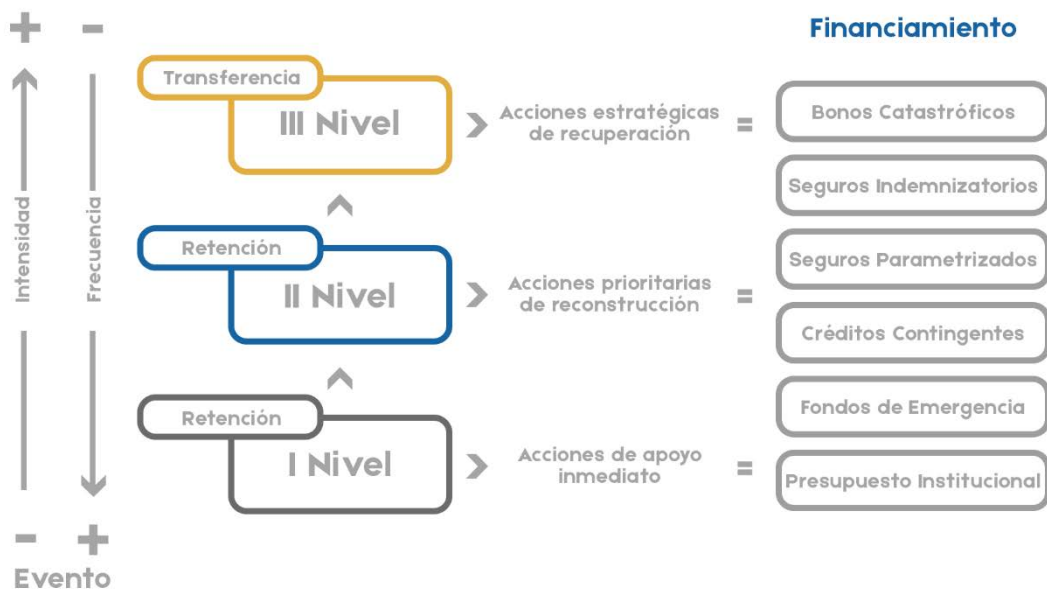 + -
Financiamiento
Transferencia
III Nivel
Acciones estratégicas
de recuperación
=
Bonos Catastróficos
Seguros Indemnizatorios
Intensidad
Frecuencia
Retención
II Nivel
Acciones prioritarias
de reconstrucción
=
Seguros Parametrizados
Créditos Contingentes
Retención
I Nivel
Acciones de apoyo
inmediato
=
Fondos de Emergencia
Presupuesto Institucional
- +
Evento